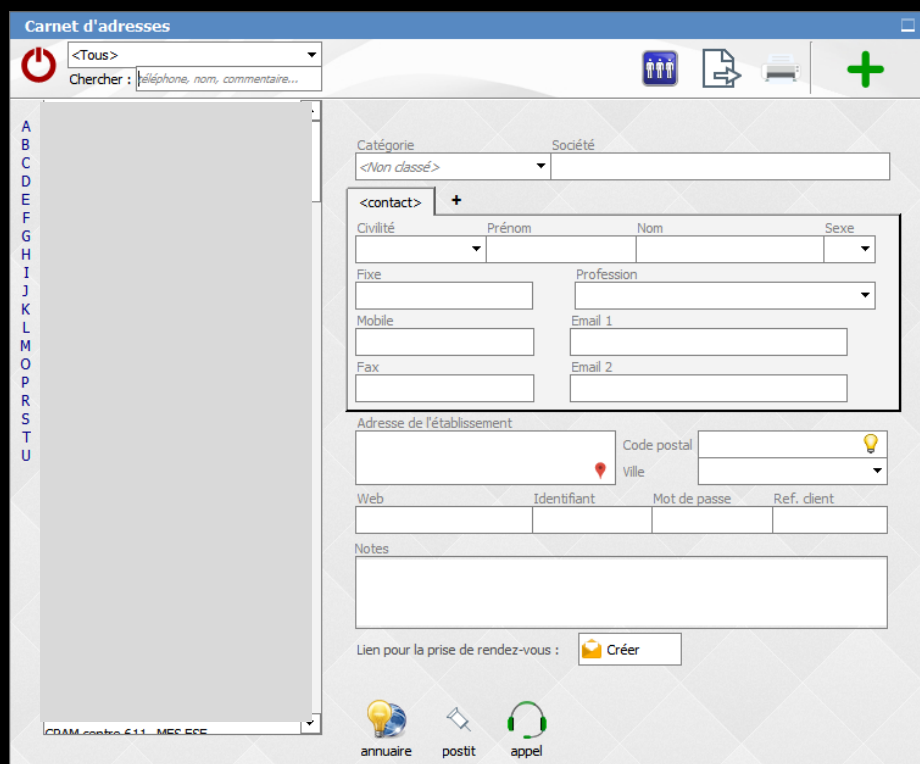 Carnet d'adresses
<Tous>
Chercher : téléphone, nom, commentaire...
A
B
C
D
E
F
G
H
I
J
K
L
M
O
P
R
S
T
U
Catégorie Société
<Non classé>
<contact> +
Civilité Prénom Nom Sexe
Fixe Profession
Mobile Email 1
Fax Email 2
Adresse de l'établissement
Code postal
Ville
Web Identifiant Mot de passe Ref. client
Notes
Lien pour la prise de rendez-vous : Créer
annuaire postit appel